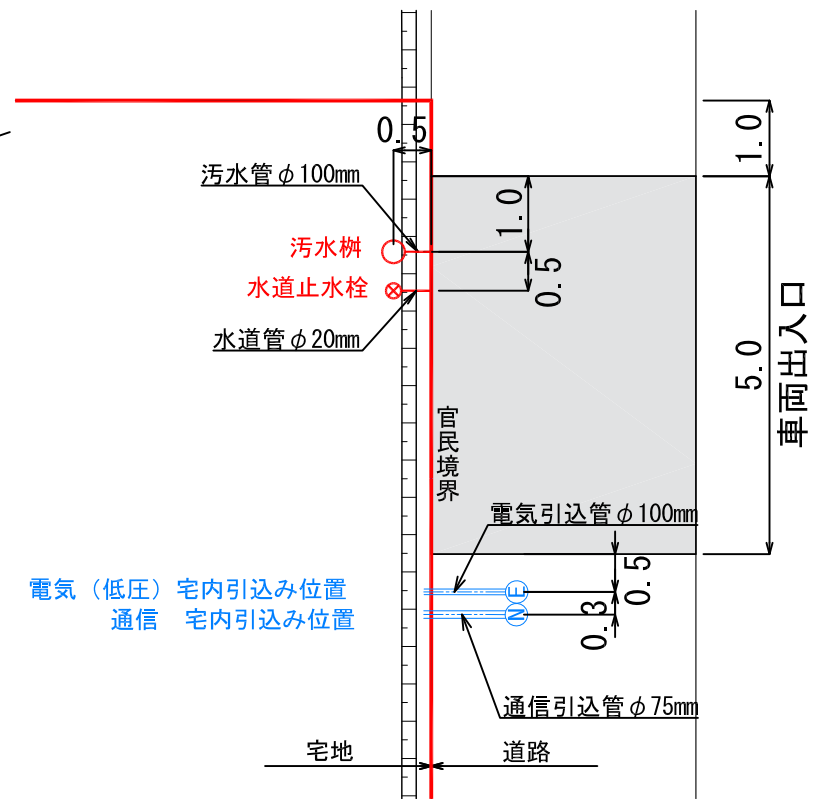 0.5
1.0
汚水管φ100mm
1.0
汚水桝
0.5
水道止水栓
水道管φ20mm
5.0
車両出入口
官民境界
電気引込管φ100mm
0.5
電気（低圧）宅内引込み位置
E
0.3
通信　宅内引込み位置
N
通信引込管φ75mm
宅地
道路